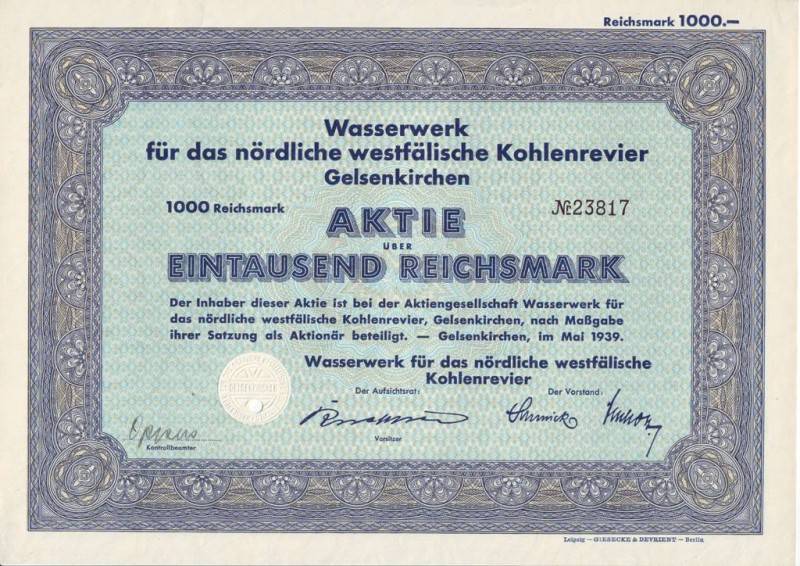 Reichsmark 1000.—
Wasserwerk
für das nördliche westfälische Kohlenrevier
Gelsenkirchen
1000 Reichsmark
№ 23817
AKTIE
ÜBER
EINTAUSEND REICHSMARK
Der Inhaber dieser Aktie ist bei der Aktiengesellschaft Wasserwerk für
das nördliche westfälische Kohlenrevier, Gelsenkirchen, nach Maßgabe
ihrer Satzung als Aktionär beteiligt. — Gelsenkirchen, im Mai 1939.
Wasserwerk für das nördliche westfälische
Kohlenrevier
GELSENKIRCHEN
Der Aufsichtsrat:
Der Vorstand:
Vorsitzer
Kontrollbeamter
Leipzig — GIESECKE & DEVRIENT — Berlin